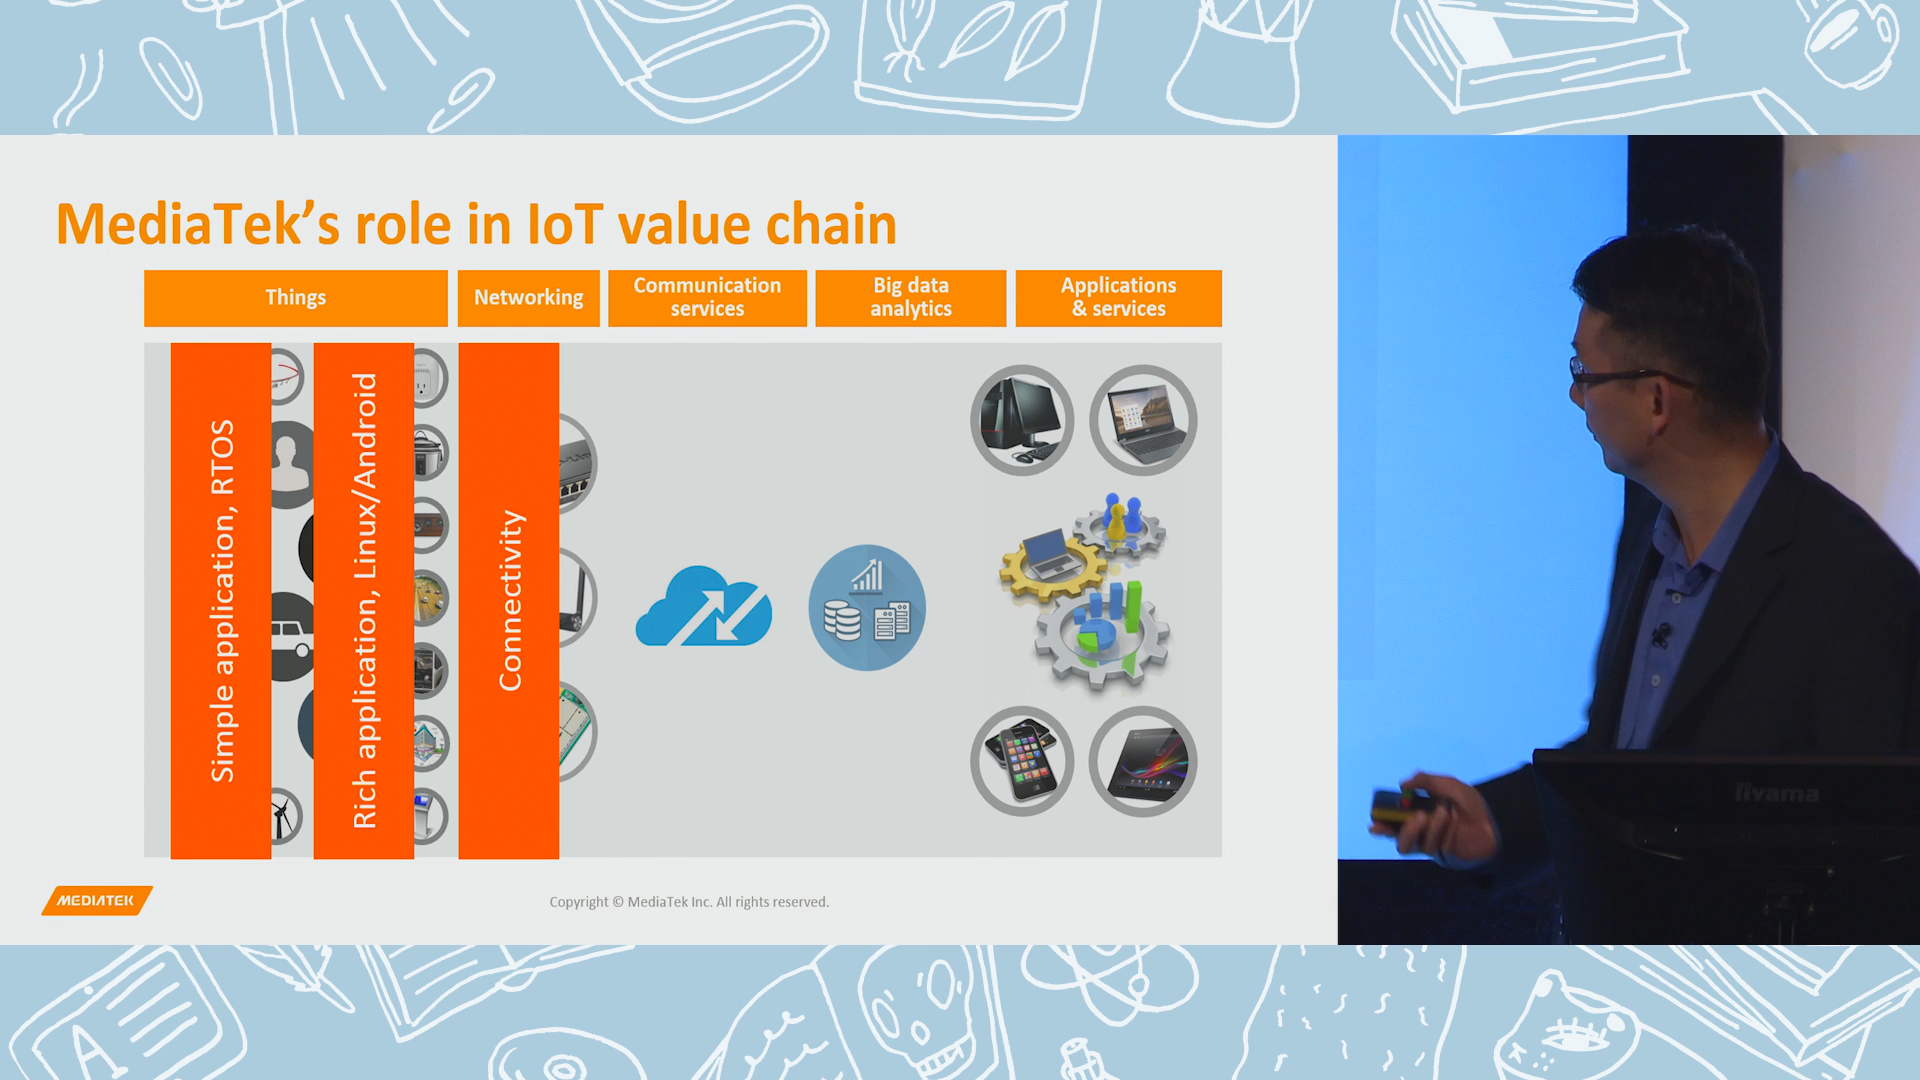 MediaTek's role in IoT value chain
Things
Networking
Communication
services
Big data
analytics
Applications
& services
Simple application, RTOS
Rich application, Linux/Android
Connectivity
MEDIATEK
Copyright © MediaTek Inc. All rights reserved.
iiyama
A